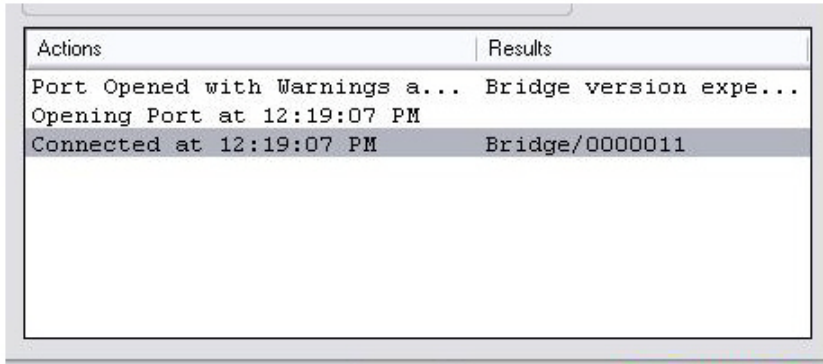 Actions Results
Port Opened with Warnings a... Bridge version expe...
Opening Port at 12:19:07 PM
Connected at 12:19:07 PM Bridge/0000011